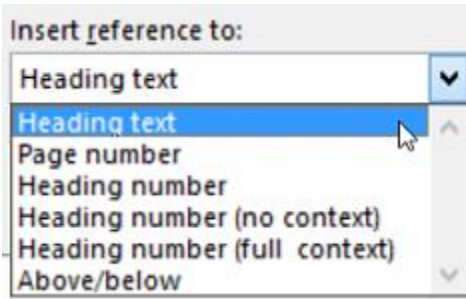 Insert reference to:
Heading text
Heading text
Page number
Heading number
Heading number (no context)
Heading number (full context)
Above/below